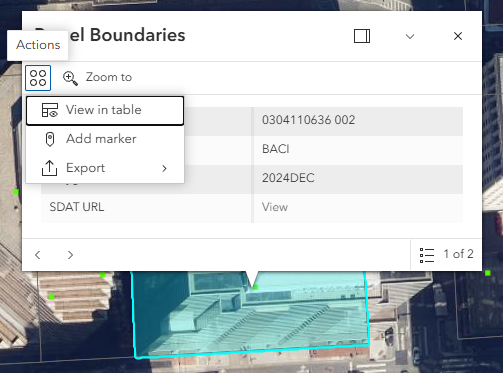 el Boundaries
Actions
Zoom to
View in table
Add marker
Export
0304110636 002
BACI
2024DEC
SDAT URL View
1 of 2